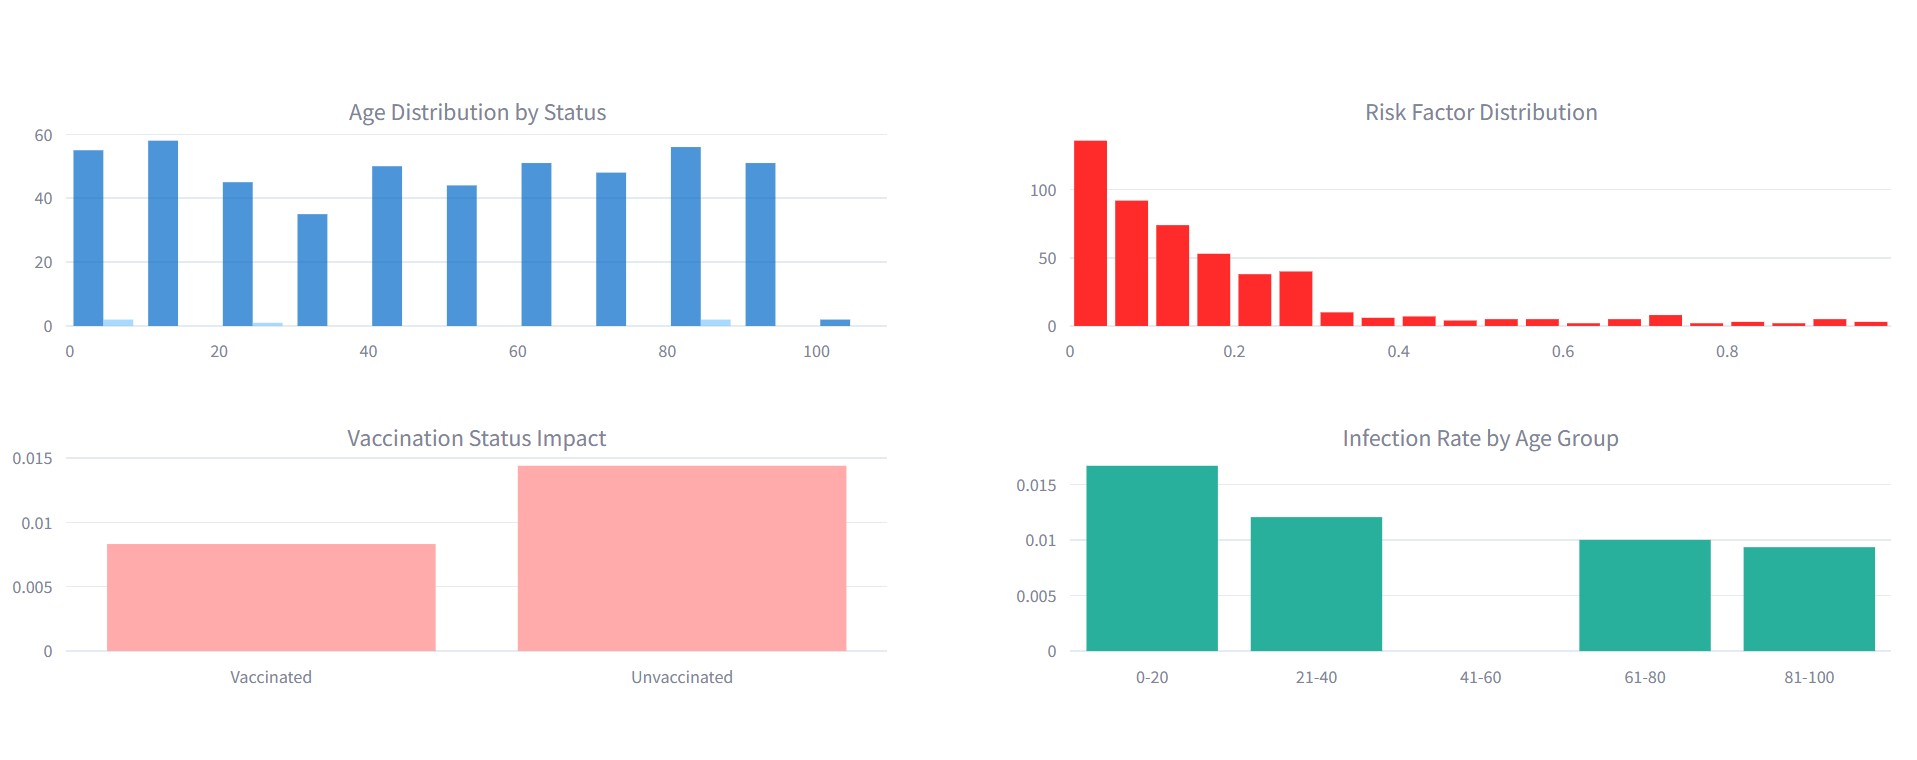 Age Distribution by Status
60
40
20
0
0 20 40 60 80 100
Risk Factor Distribution
100
50
0
0 0.2 0.4 0.6 0.8
Vaccination Status Impact
0.015
0.01
0.005
0
Vaccinated Unvaccinated
Infection Rate by Age Group
0.015
0.01
0.005
0
0-20 21-40 41-60 61-80 81-100